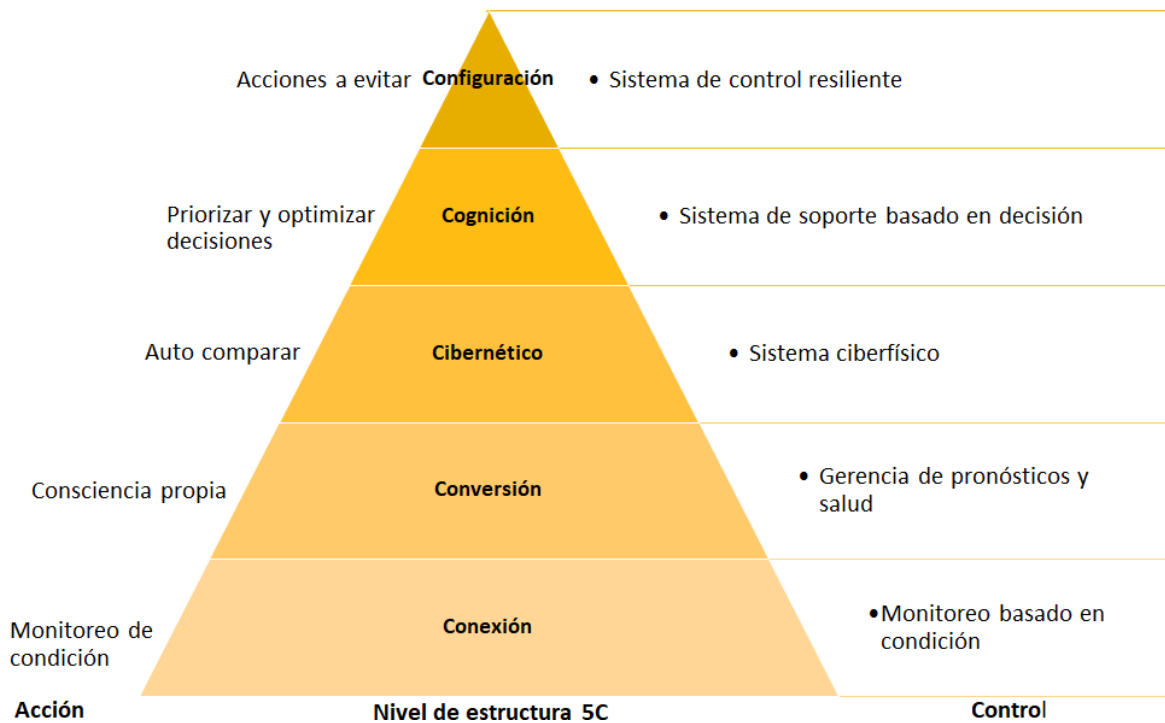 Acciones a evitar
Configuración
• Sistema de control resiliente
Priorizar y optimizar
decisiones
Cognición
• Sistema de soporte basado en decisión
Auto comparar
Cibernético
• Sistema ciberfísico
Consciencia propia
Conversión
• Gerencia de pronósticos y
salud
Monitoreo de
condición
Conexión
•Monitoreo basado en
condición
Acción
Nivel de estructura 5C
Control